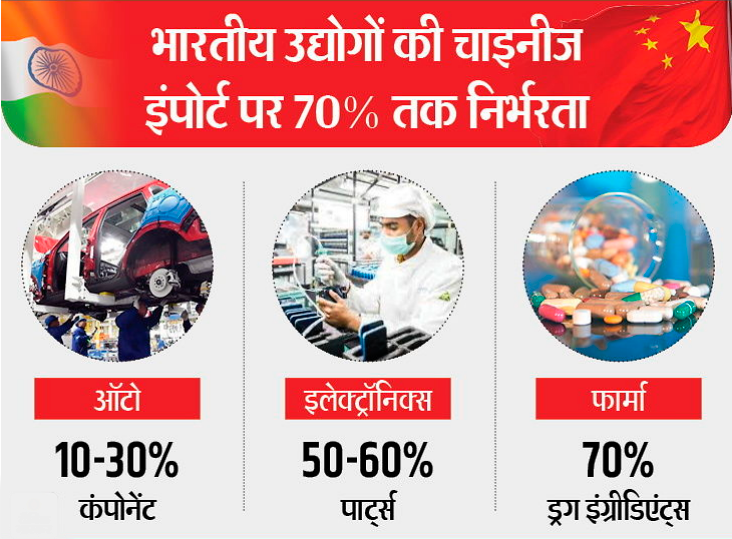 भारतीय उद्योगों की चाइनीज
इंपोर्ट पर 70% तक निर्भरता
ऑटो
10-30%
कंपोनेंट
इलेक्ट्रॉनिक्स
50-60%
पार्ट्स
फार्मा
70%
ड्रग इंग्रीडिएंट्स